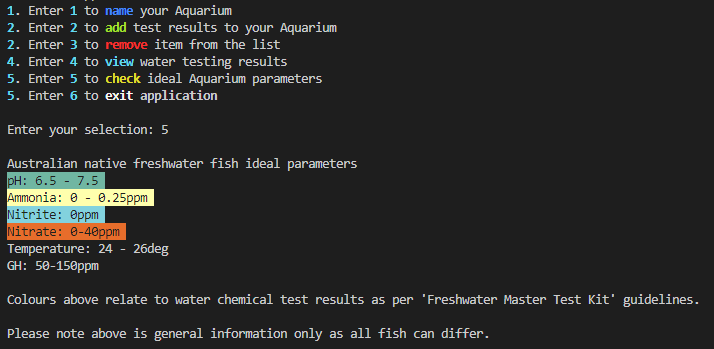 1. Enter 1 to name your Aquarium
2. Enter 2 to add test results to your Aquarium
2. Enter 3 to remove item from the list
4. Enter 4 to view water testing results
5. Enter 5 to check ideal Aquarium parameters
5. Enter 6 to exit application
Enter your selection: 5
Australian native freshwater fish ideal parameters
pH: 6.5 - 7.5
Ammonia: 0 - 0.25ppm
Nitrite: 0ppm
Nitrate: 0-40ppm
Temperature: 24 - 26deg
GH: 50-150ppm
Colours above relate to water chemical test results as per 'Freshwater Master Test Kit' guidelines.
Please note above is general information only as all fish can differ.